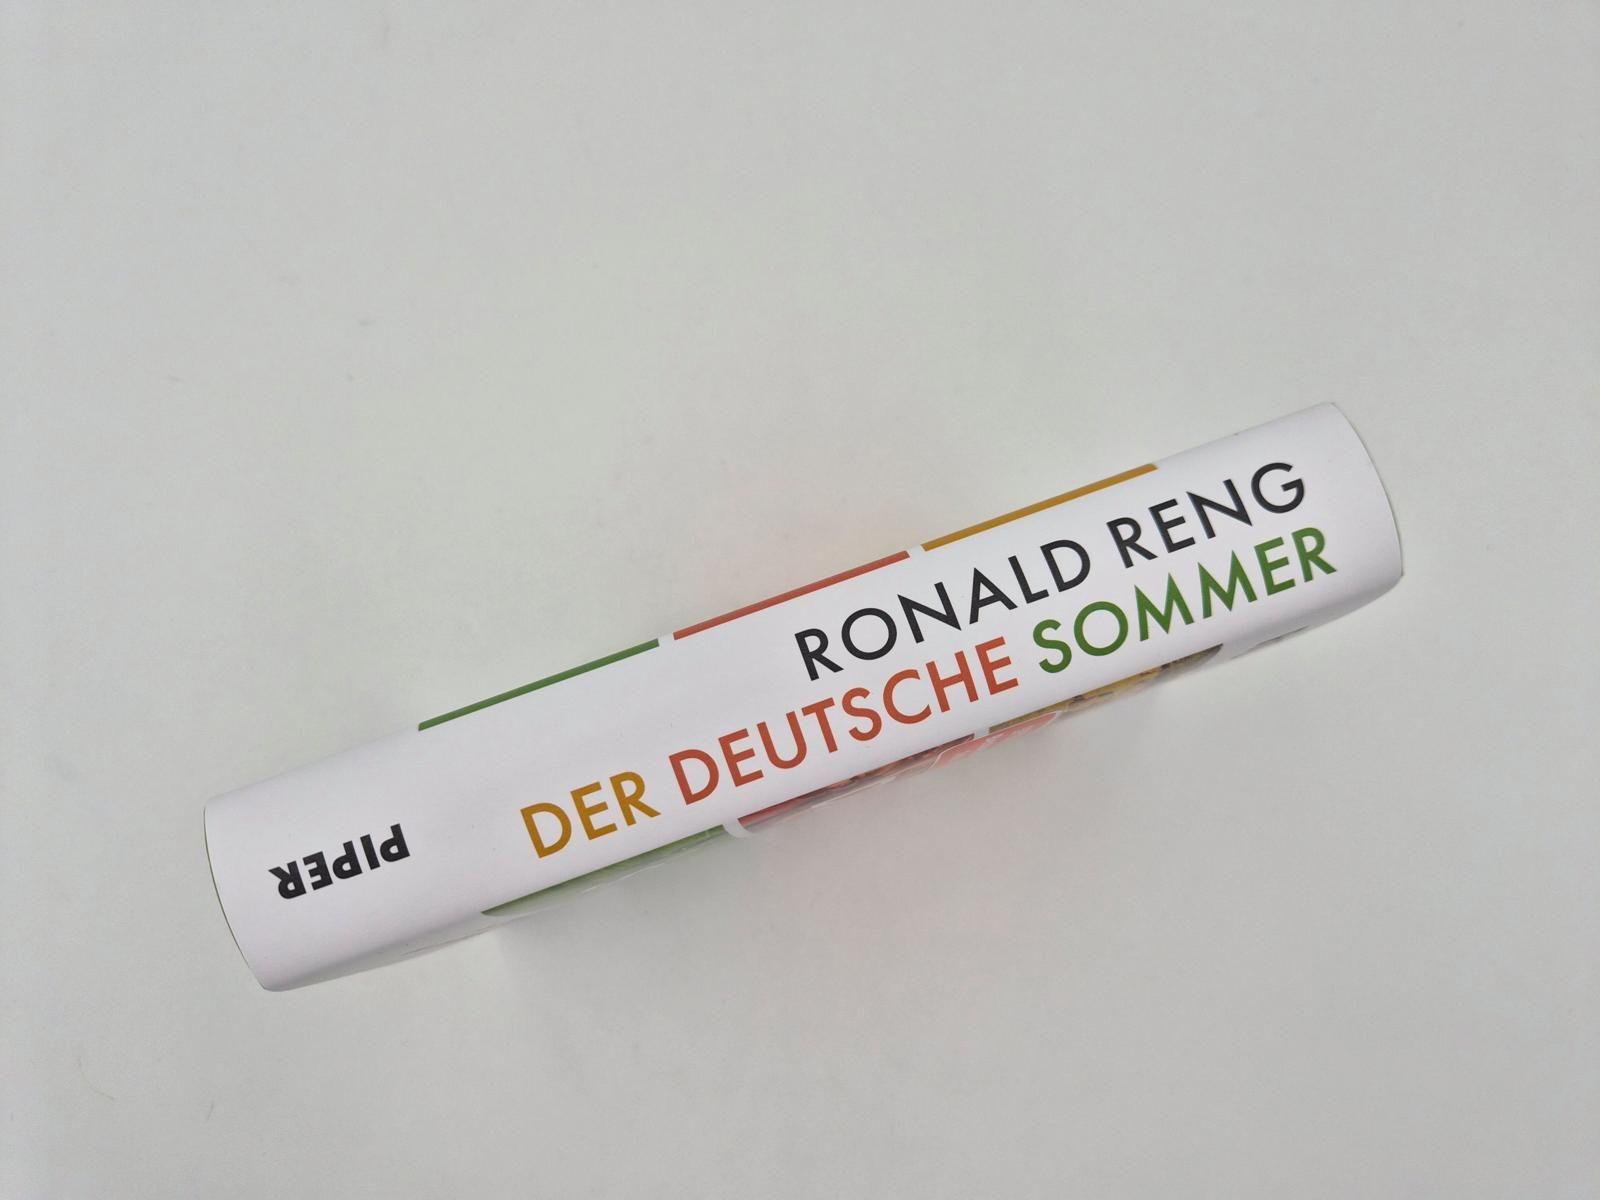 RONALD RENG
DER DEUTSCHE SOMMER
PIPER